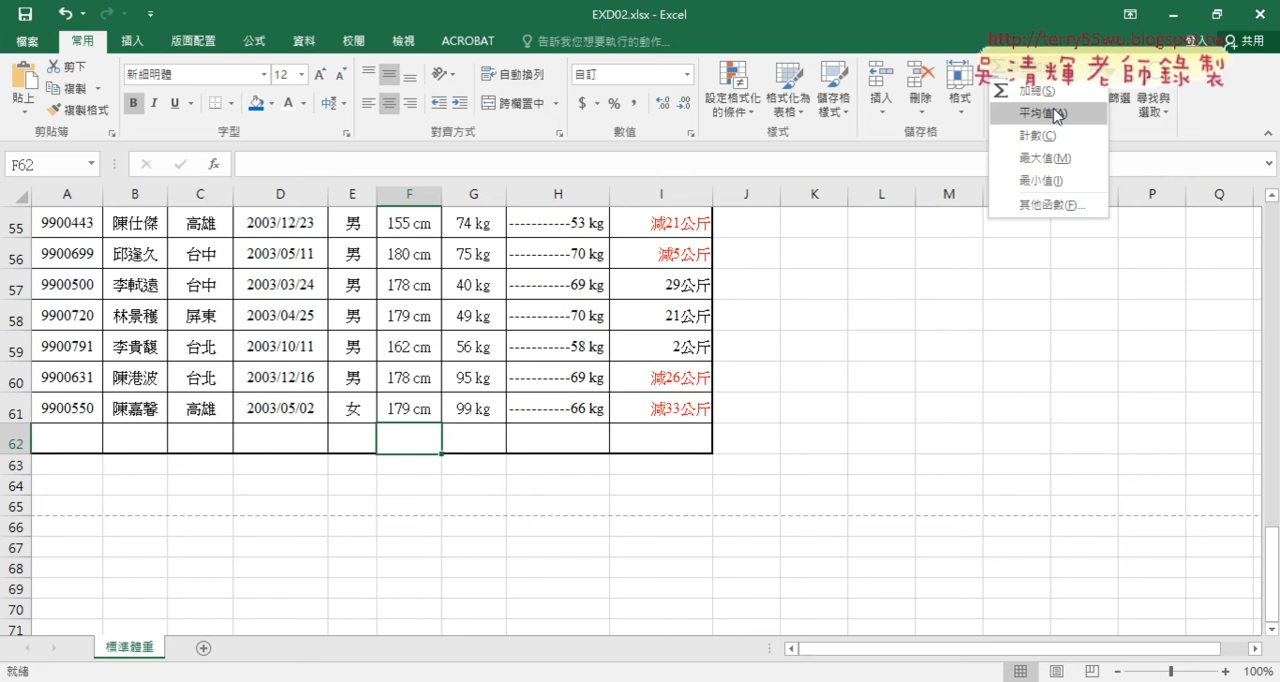 EXD02.xlsx - Excel
檔案 常用 插入 版面配置 公式 資料 校閱 檢視 ACROBAT 告訴我您想要執行的動作... 登入 共用
http://terry55wu.blogspot.tw
吳清輝老師錄製
貼上 剪下 複製 複製格式 剪貼簿
新細明體 12 B I U A 字型
自動換列 跨欄置中 對齊方式
自訂 $ % 數值
設定格式化的條件 格式化為表格 儲存格樣式 樣式
插入 刪除 格式 儲存格
篩選 尋找與選取
Σ 加總(S)
平均值(A)
計數(C)
最大值(M)
最小值(I)
其他函數(F)...
F62 fx
A B C D E F G H I J K L M P Q
55 9900443 陳仕傑 高雄 2003/12/23 男 155 cm 74 kg -----------53 kg 減21公斤
56 9900699 邱逢久 台中 2003/05/11 男 180 cm 75 kg -----------70 kg 減5公斤
57 9900500 李軾遠 台中 2003/03/24 男 178 cm 40 kg -----------69 kg 29公斤
58 9900720 林景穫 屏東 2003/04/25 男 179 cm 49 kg -----------70 kg 21公斤
59 9900791 李貴馥 台北 2003/10/11 男 162 cm 56 kg -----------58 kg 2公斤
60 9900631 陳港波 台北 2003/12/16 男 178 cm 95 kg -----------69 kg 減26公斤
61 9900550 陳嘉馨 高雄 2003/05/02 女 179 cm 99 kg -----------66 kg 減33公斤
62
63
64
65
66
67
68
69
70
71
標準體重
就緒 100%